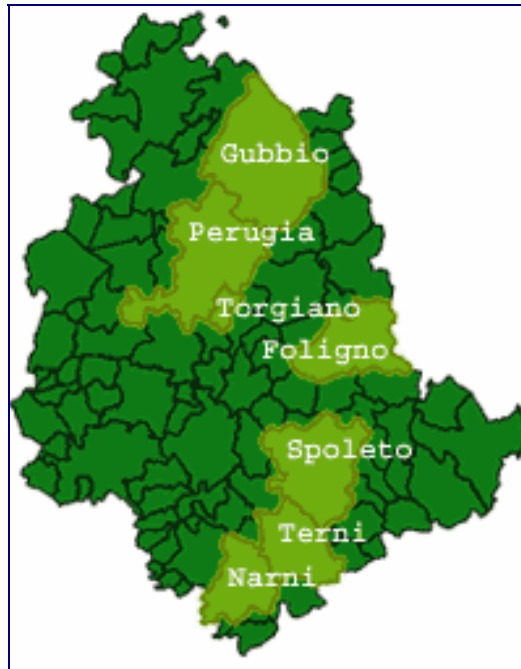 Gubbio
Perugia
Torgiano
Foligno
Spoleto
Terni
Narni